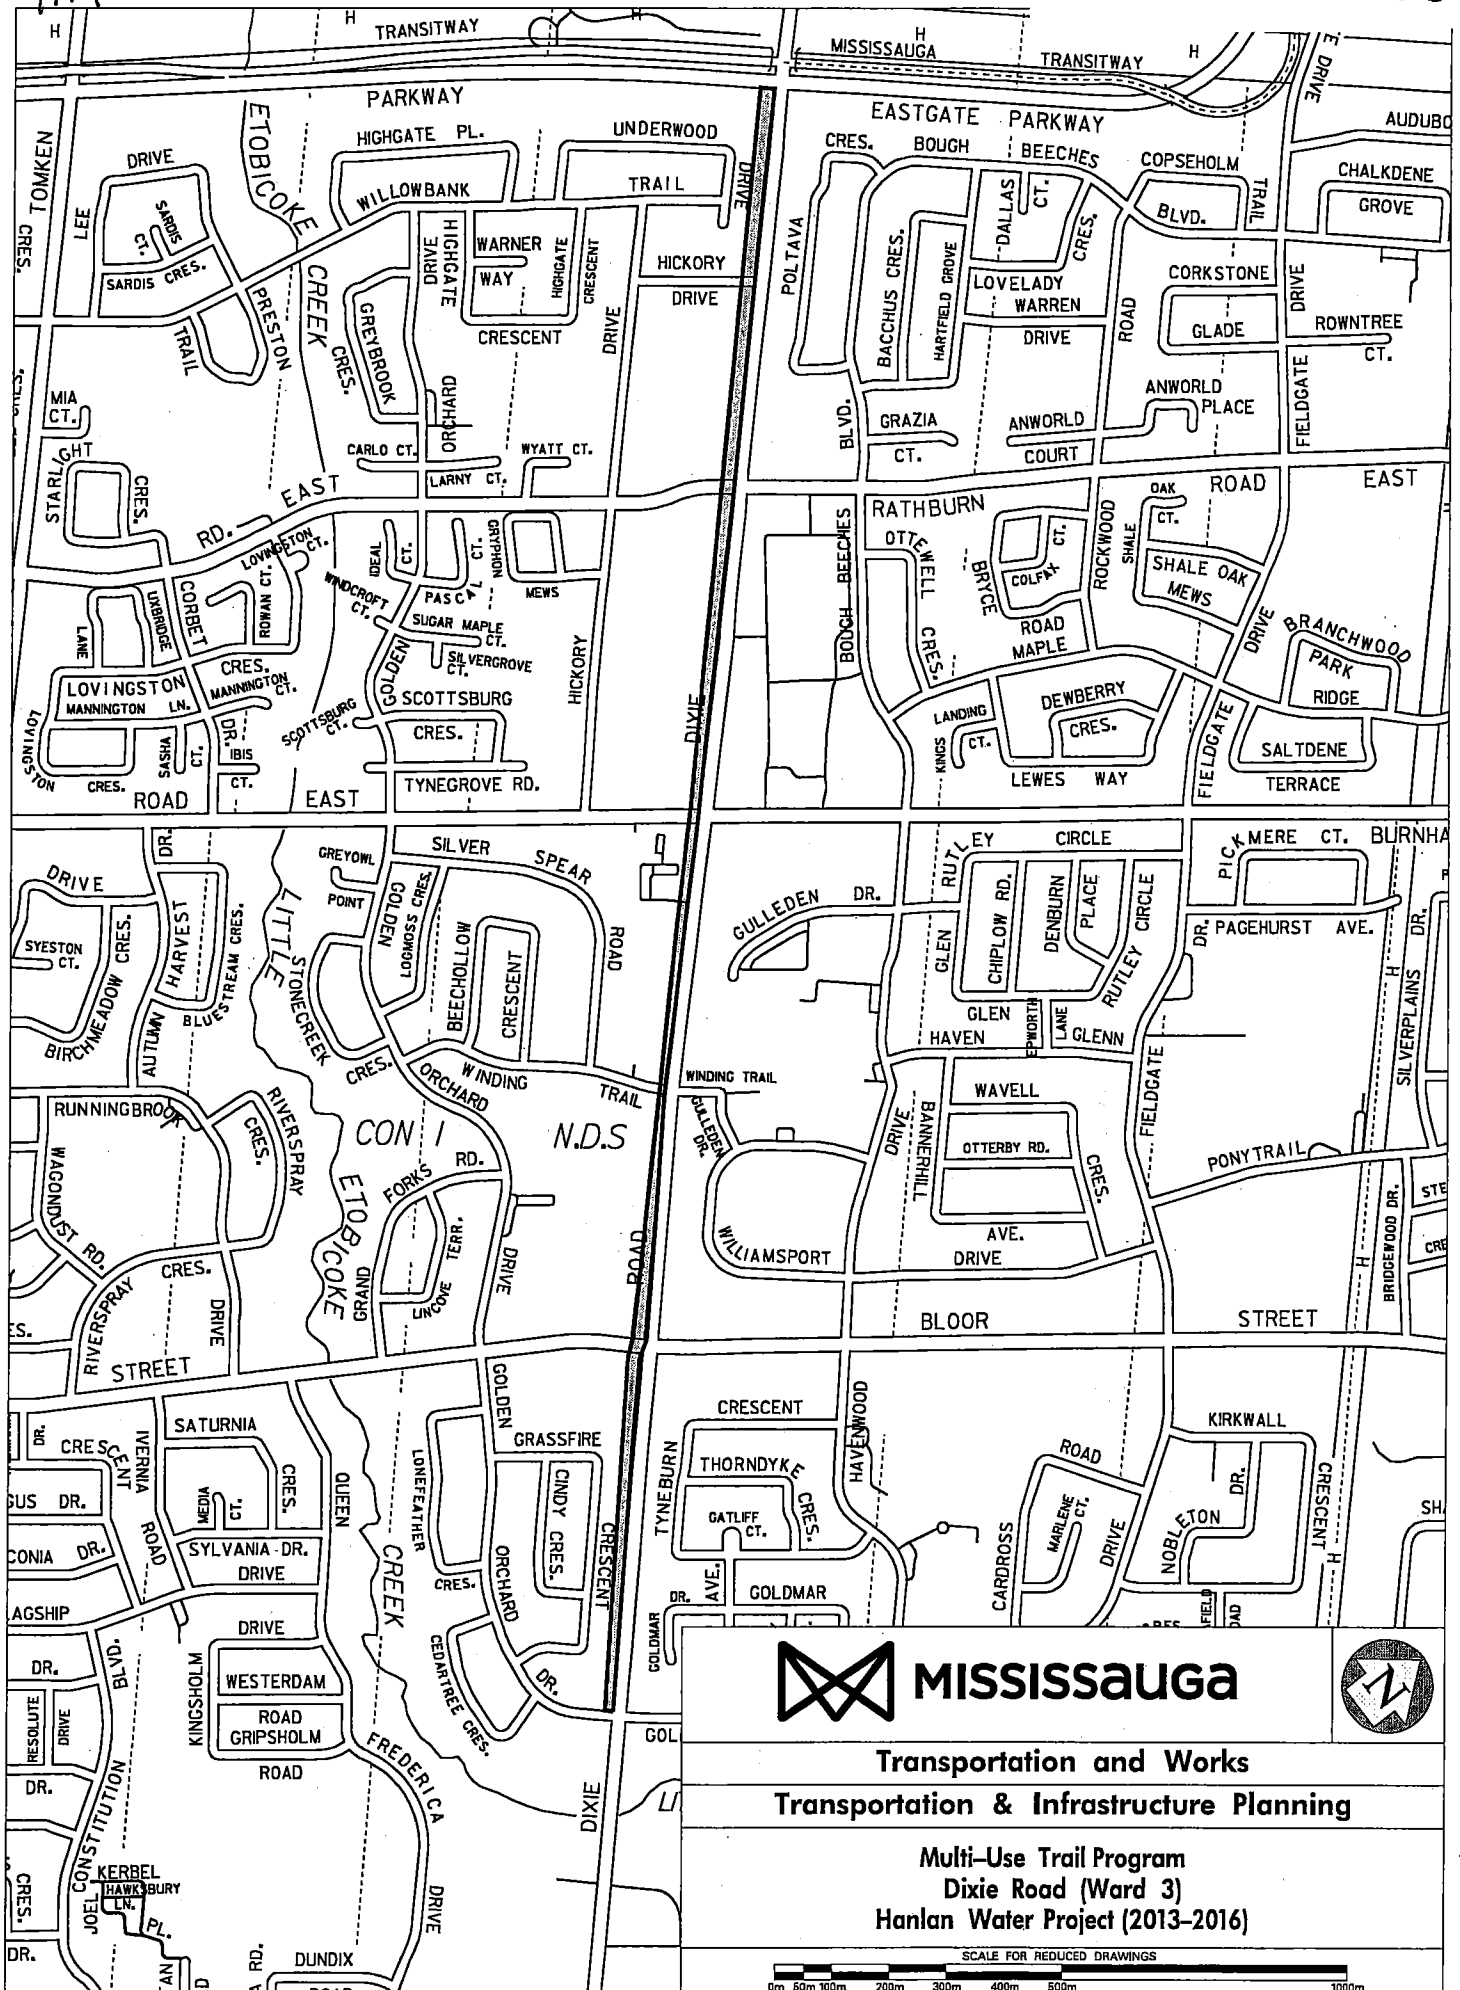 H
H
H
H
H
TRANSITWAY
MISSISSAUGA
TRANSITWAY
E DRIVE
PARKWAY
EASTGATE PARKWAY
AUDUBO
TOMKEN
CRES.
ETOBICOKE
CREEK
HIGHGATE PL.
UNDERWOOD
DRIVE
CRES.
BOUGH
BEECHES
COPSEHOLM
TRAIL
CHALKDENE
GROVE
DRIVE
LEE
SARDIS
CT.
SARDIS CRES.
WILLOWBANK
TRAIL
DALLAS
CT.
CRES.
BLVD.
POLTAVA
BACCHUS CRES.
HARTFIELD GROVE
LOVELADY
WARREN
DRIVE
ROAD
CORKSTONE
GLADE
DRIVE
ROWNTREE
CT.
HIGHGATE
DRIVE
WARNER
WAY
HIGHGATE
CRESCENT
CRESCENT
HICKORY
DRIVE
DRIVE
TRAIL
PRESTON
GREYBROOK
CRES.
ORCHARD
MIA
CT.
STARLIGHT
CRES.
CARLO CT.
LARNY CT.
WYATT CT.
BLVD.
GRAZIA
CT.
ANWORLD
COURT
ANWORLD
PLACE
FIELDGATE
RD.
EAST
RATHBURN
ROAD
EAST
LOVINGSTON
CT.
ROWAN CT.
CORBET
UXBRIDGE
LANE
IDEAL
CT.
CT.
GRYPHON
MEWS
PASCAL
WINDCROFT
CT.
SUGAR MAPLE
CT.
SILVERGROVE
CT.
GOLDEN
HICKORY
DIXIE
BOUGH BEECHES
OTTEWELL
CRES.
BRYCE
ROAD
COLFAX
CT.
ROCKWOOD
SHALE
OAK
CT.
SHALE OAK
MEWS
DRIVE
BRANCHWOOD
PARK
RIDGE
MAPLE
LOVINGSTON
CRES.
MANNINGTON LN.
MANNINGTON
CT.
LOVINGSTON
CRES.
SASHA
CT.
DR.
IBIS
CT.
SCOTTSBURG
CT.
SCOTTSBURG
CRES.
TYNEGROVE RD.
KINGS
LANDING
CT.
DEWBERRY
CRES.
LEWES WAY
FIELDGATE
SALTDENE
TERRACE
ROAD
EAST
BURNHA
DRIVE
DR.
SYESTON
CT.
BIRCHMEADOW
CRES.
HARVEST
AUTUMN
BLUESTREAM CRES.
LITTLE
ETOBICOKE
CREEK
GREYOWL
POINT
SILVER
SPEAR
ROAD
GOLDEN
LOGMOSS CRES.
BEECHOLLOW
CRESCENT
STONECREEK
CRES.
ORCHARD
WINDING
TRAIL
WINDING TRAIL
GULLEDEN
DR.
GULLEDEN
DR.
RUTLEY
CIRCLE
GLEN
CHIPLOW RD.
DENBURN
PLACE
RUTLEY
CIRCLE
GLEN
HAVEN
EPWORTH
LANE
GLENN
PICK MERE CT.
PAGEHURST AVE.
DR.
DR.
SILVERPLAINS
H
RUNNINGBROOK
RIVERSPRAY
CRES.
CON 1
N.D.S
WAGONDUST RD.
FORKS
RD.
TERR.
LINCOVE
GRAND
DRIVE
ROAD
WILLIAMSPORT
DRIVE
DRIVE
BANNERHILL
AVE.
WAVELL
OTTERBY RD.
CRES.
FIELDGATE
PONYTRAIL
BRIDGEWOOD DR.
STE
CRE
H
CRES.
RIVERSPRAY
DRIVE
ES.
STREET
BLOOR
STREET
DR.
CRESCENT
IVERNIA
ROAD
SATURNIA
CRES.
MEDIA
CT.
SYLVANIA DR.
DRIVE
QUEEN
GUS DR.
CONIA DR.
LAGSHIP
BLVD.
GOLDEN
LONEFEATHER
CRES.
GRASSFIRE
CINDY CRES.
CRESCENT
ORCHARD
DR.
CEDARTREE CRES.
TYNEBURN
CRESCENT
THORNDYKE
CRES.
GATLIFF
CT.
HAVENWOOD
AVE.
DR.
GOLDMAR
GOLDMAR
CARDROSS
ROAD
MARLENE
CT.
DRIVE
KIRKWALL
DR.
CRESCENT
NOBLETON
H
SHA
DR.
RESOLUTE
DRIVE
DR.
CONSTITUTION
KINGSHOLM
DRIVE
WESTERDAM
ROAD
GRIPSHOLM
ROAD
FREDERICA
DRIVE
DIXIE
GOL
LI
CRES.
DR.
JOEL
KERBEL
HAWKSBURY
LN.
PL.
DUNDIX
MISSISSauGa
N
Transportation and Works
Transportation & Infrastructure Planning
Multi-Use Trail Program
Dixie Road (Ward 3)
Hanlan Water Project (2013-2016)
SCALE FOR REDUCED DRAWINGS
0m 50m 100m 200m 300m 400m 500m 1000m